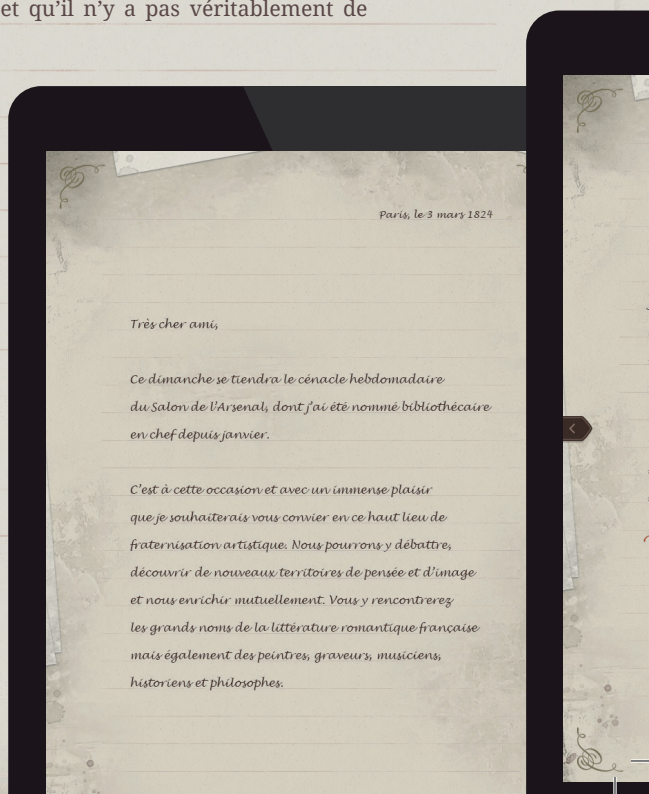 et qu’il n’y a pas véritablement de
Paris, le 3 mars 1824
Très cher ami,
Ce dimanche se tiendra le cénacle hebdomadaire
du Salon de l’Arsenal, dont j’ai été nommé bibliothécaire
en chef depuis janvier.
C’est à cette occasion et avec un immense plaisir
que je souhaiterais vous convier en ce haut lieu de
fraternisation artistique. Nous pourrons y débattre,
découvrir de nouveaux territoires de pensée et d’image
et nous enrichir mutuellement. Vous y rencontrerez
les grands noms de la littérature romantique française
mais également des peintres, graveurs, musiciens,
historiens et philosophes.